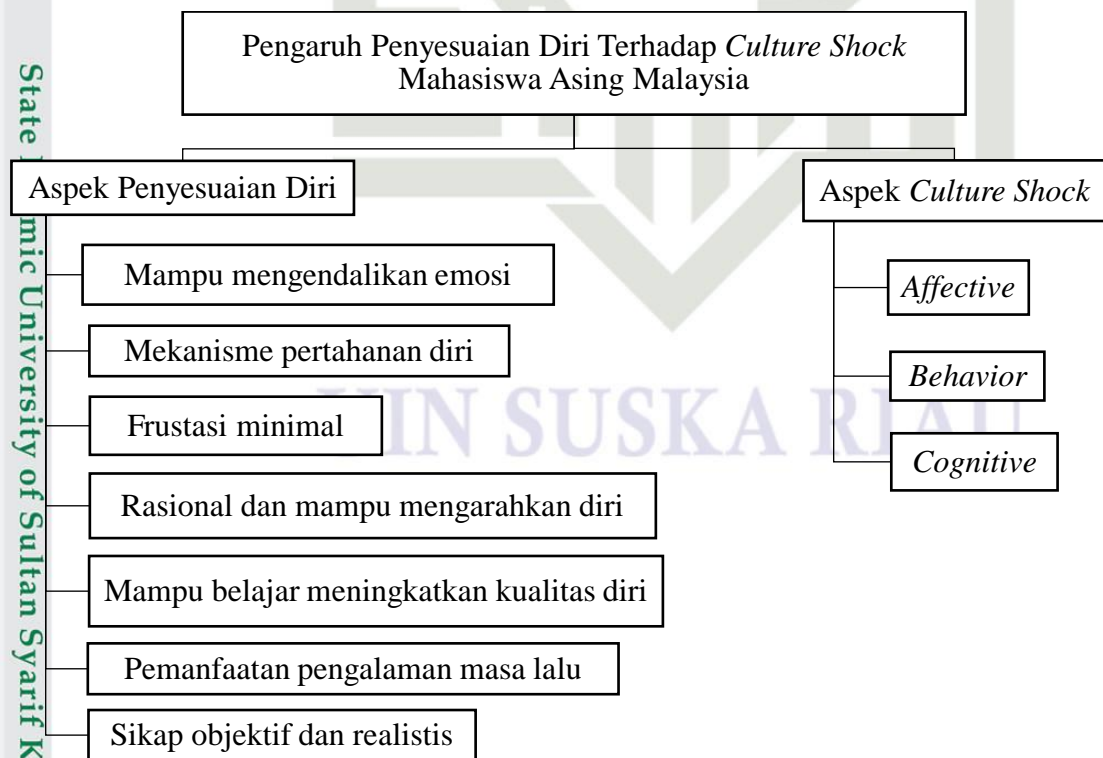 Pengaruh Penyesuaian Diri Terhadap Culture Shock
Mahasiswa Asing Malaysia
Aspek Penyesuaian Diri
Mampu mengendalikan emosi
Mekanisme pertahanan diri
Frustasi minimal
Rasional dan mampu mengarahkan diri
Mampu belajar meningkatkan kualitas diri
Pemanfaatan pengalaman masa lalu
Sikap objektif dan realistis
Aspek Culture Shock
Affective
Behavior
Cognitive
UIN SUSKA RIAU
State mic University of Sultan Syarif K